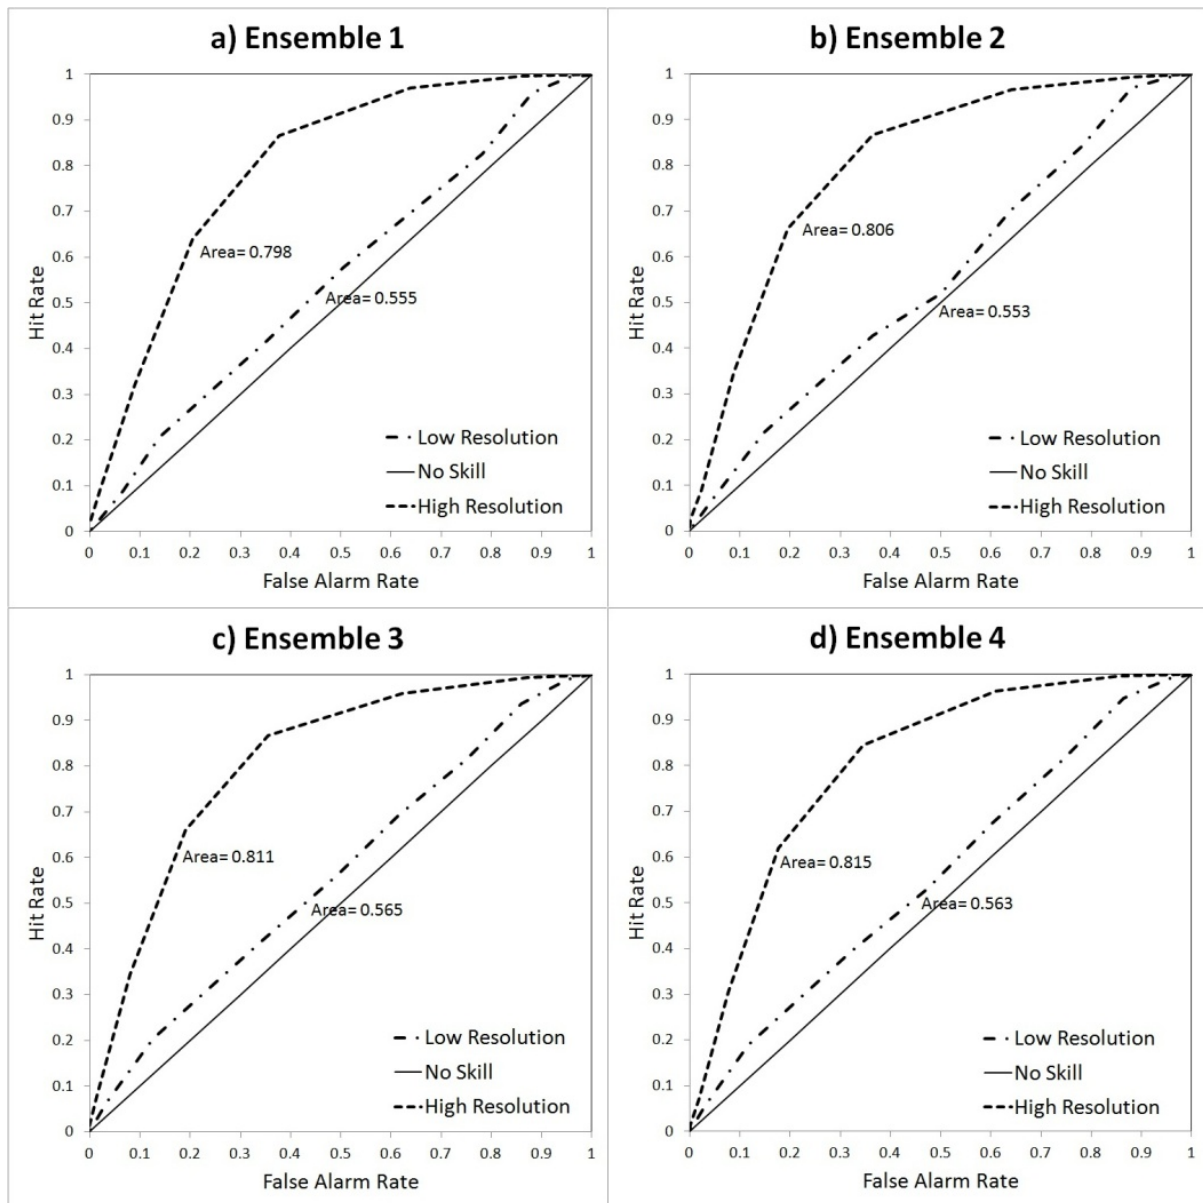 a) Ensemble 1
1
0.9
0.8
0.7
0.6
0.5
0.4
0.3
0.2
0.1
0
Hit Rate
Area= 0.798
Area= 0.555
Low Resolution
No Skill
High Resolution
0 0.1 0.2 0.3 0.4 0.5 0.6 0.7 0.8 0.9 1
False Alarm Rate
b) Ensemble 2
1
0.9
0.8
0.7
0.6
0.5
0.4
0.3
0.2
0.1
0
Hit Rate
Area= 0.806
Area= 0.553
Low Resolution
No Skill
High Resolution
0 0.1 0.2 0.3 0.4 0.5 0.6 0.7 0.8 0.9 1
False Alarm Rate
c) Ensemble 3
1
0.9
0.8
0.7
0.6
0.5
0.4
0.3
0.2
0.1
0
Hit Rate
Area= 0.811
Area= 0.565
Low Resolution
No Skill
High Resolution
0 0.1 0.2 0.3 0.4 0.5 0.6 0.7 0.8 0.9 1
False Alarm Rate
d) Ensemble 4
1
0.9
0.8
0.7
0.6
0.5
0.4
0.3
0.2
0.1
0
Hit Rate
Area= 0.815
Area= 0.563
Low Resolution
No Skill
High Resolution
0 0.1 0.2 0.3 0.4 0.5 0.6 0.7 0.8 0.9 1
False Alarm Rate